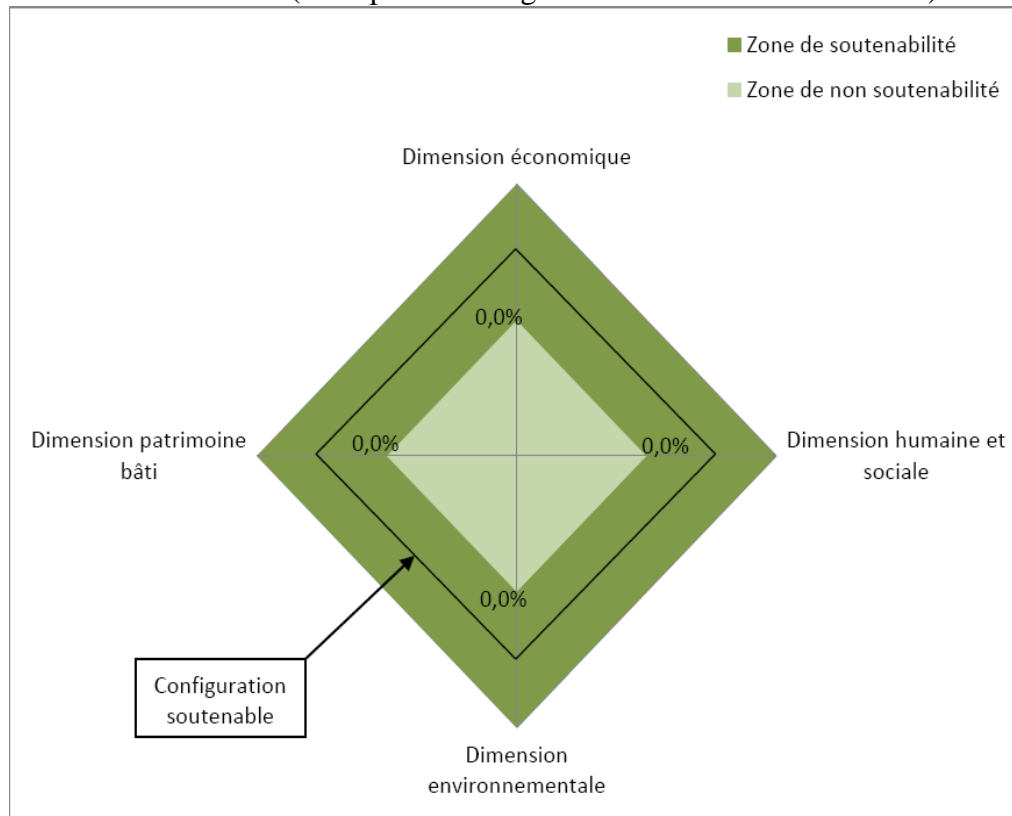 Zone de soutenabilité
Zone de non soutenabilité
Dimension économique
0,0%
Dimension patrimoine
bâti
0,0%
0,0%
Dimension humaine et
sociale
0,0%
Configuration
soutenable
Dimension
environnementale